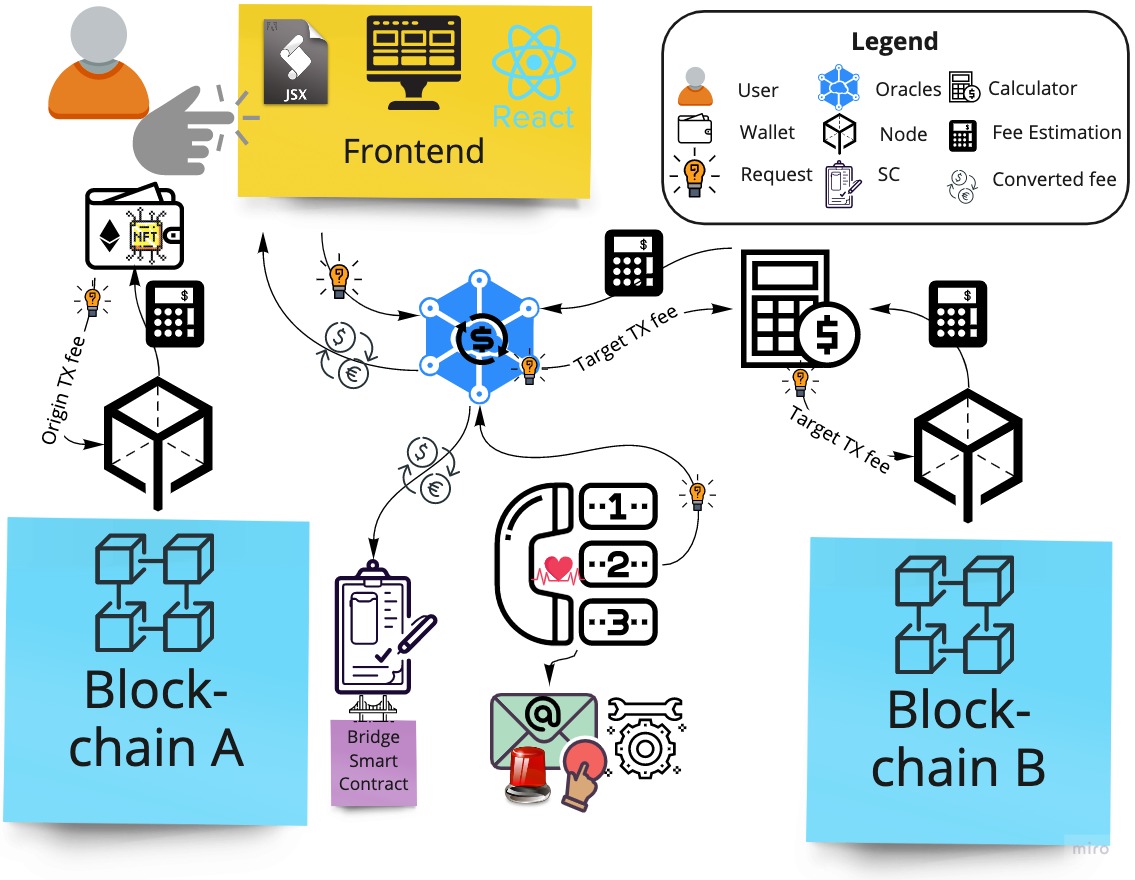 JSX
React
Frontend
Legend
User
Oracles
$
Calculator
Wallet
Node
$
Fee Estimation
Request
SC
$
€
Converted fee
NFT
$
Origin TX fee
$
€
$
Target TX fee
$
$
$
Target TX fee
$
€
1
2
3
@
Block-
chain A
Bridge
Smart
Contract
Block-
chain B
miro